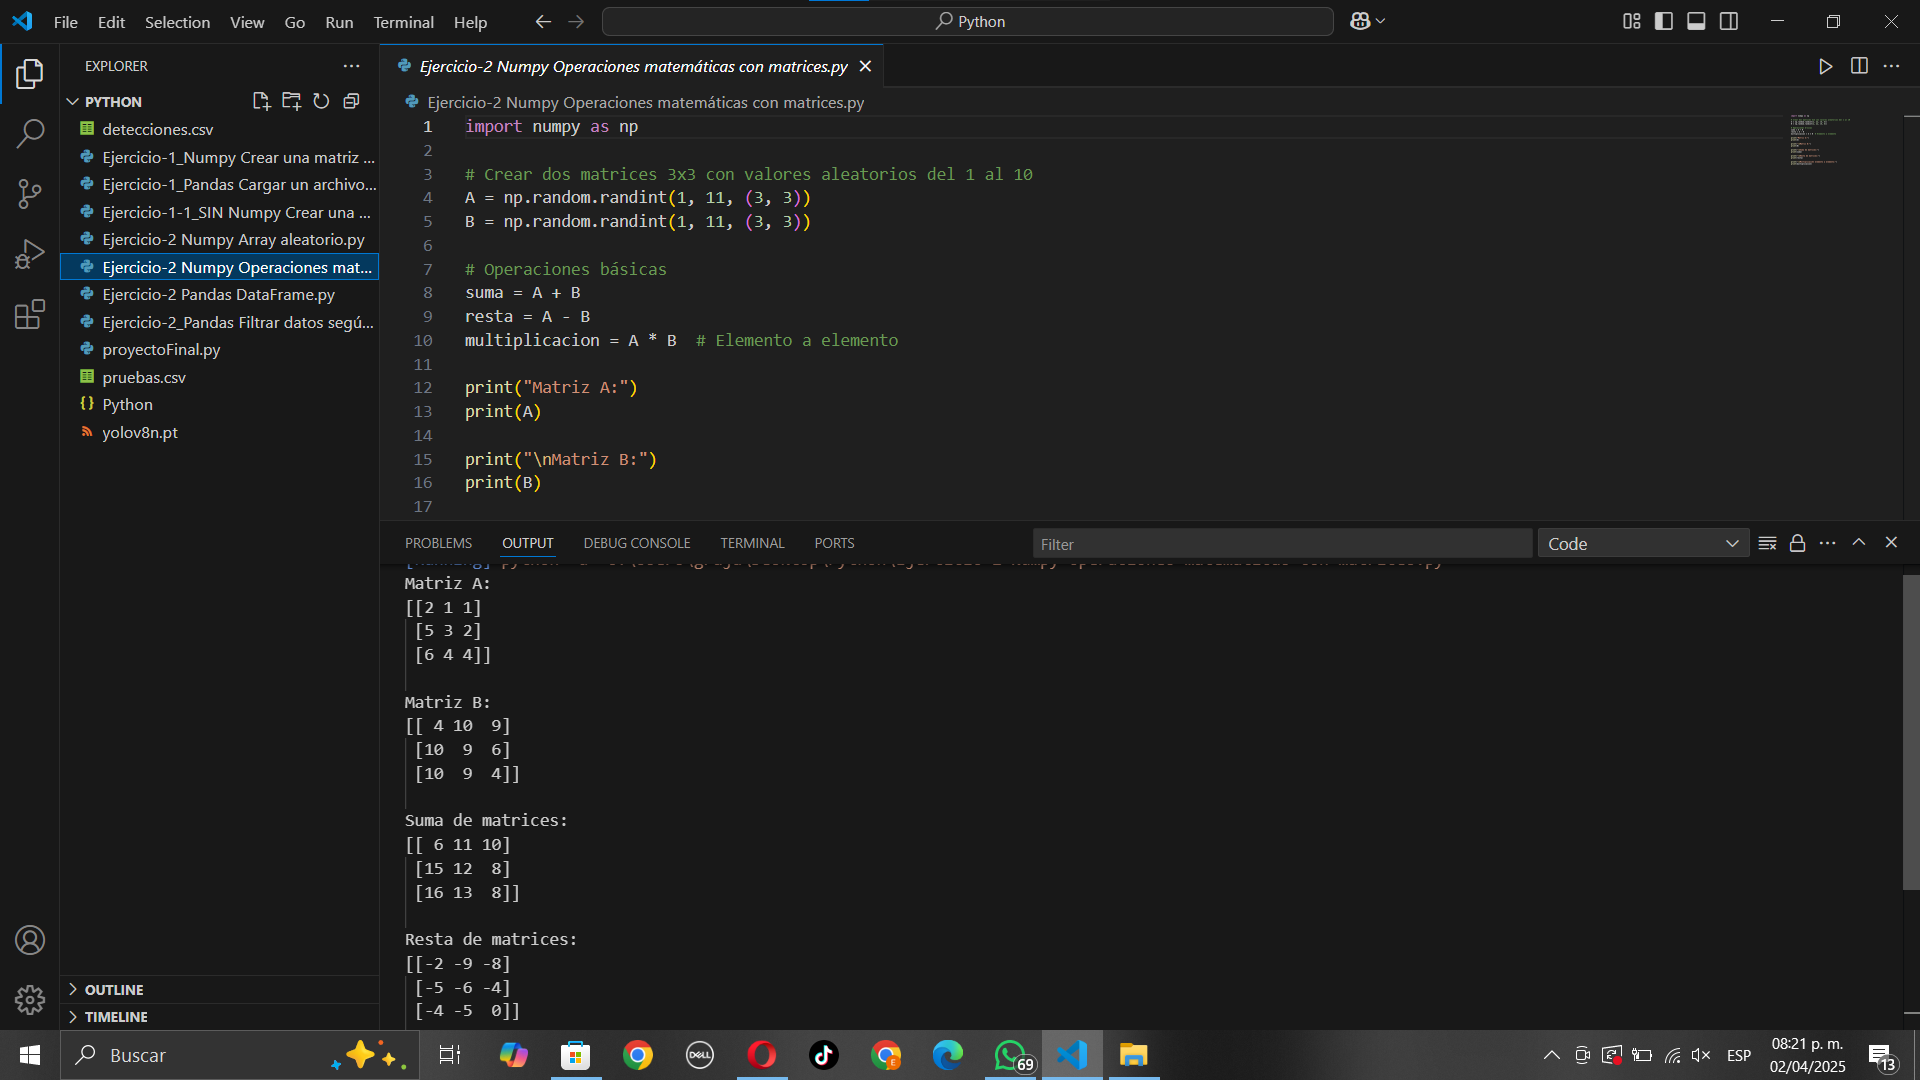 File Edit Selection View Go Run Terminal Help
Python
EXPLORER
PYTHON
detecciones.csv
Ejercicio-1_Numpy Crear una matriz ...
Ejercicio-1_Pandas Cargar un archivo...
Ejercicio-1-1_SIN Numpy Crear una ...
Ejercicio-2 Numpy Array aleatorio.py
Ejercicio-2 Numpy Operaciones mat...
Ejercicio-2 Pandas DataFrame.py
Ejercicio-2_Pandas Filtrar datos segú...
proyectoFinal.py
pruebas.csv
{} Python
yolov8n.pt
OUTLINE
TIMELINE
Ejercicio-2 Numpy Operaciones matemáticas con matrices.py
Ejercicio-2 Numpy Operaciones matemáticas con matrices.py
1 import numpy as np
2
3 # Crear dos matrices 3x3 con valores aleatorios del 1 al 10
4 A = np.random.randint(1, 11, (3, 3))
5 B = np.random.randint(1, 11, (3, 3))
6
7 # Operaciones básicas
8 suma = A + B
9 resta = A - B
10 multiplicacion = A * B  # Elemento a elemento
11
12 print("Matriz A:")
13 print(A)
14
15 print("\nMatriz B:")
16 print(B)
17
PROBLEMS OUTPUT DEBUG CONSOLE TERMINAL PORTS
Filter
Code
Matriz A:
[[2 1 1]
 [5 3 2]
 [6 4 4]]
Matriz B:
[[ 4 10  9]
 [10  9  6]
 [10  9  4]]
Suma de matrices:
[[ 6 11 10]
 [15 12  8]
 [16 13  8]]
Resta de matrices:
[[-2 -9 -8]
 [-5 -6 -4]
 [-4 -5  0]]
Buscar
DELL
E
69
ESP
08:21 p. m.
02/04/2025
13